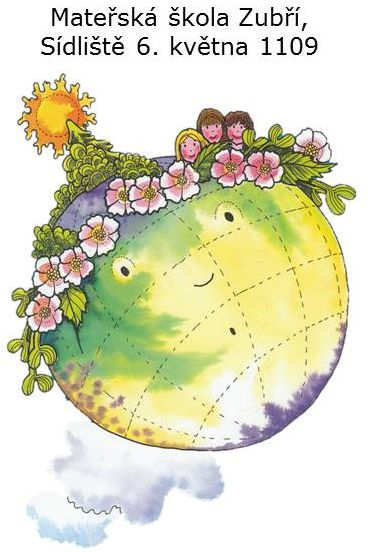 Mateřská škola Zubří,
Sídliště 6. května 1109